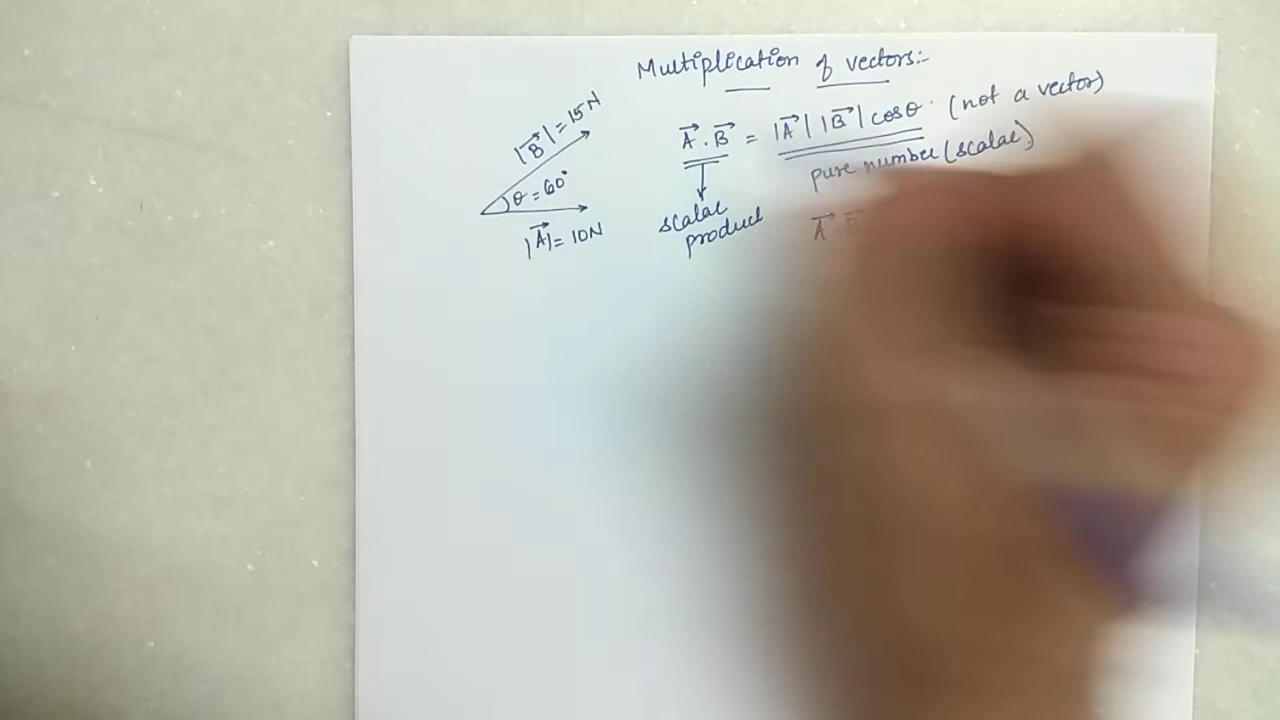 Multiplication of vectors:-
|B⃗| = 15N
θ = 60°
|A⃗| = 10N
A⃗ . B⃗ = |A⃗| |B⃗| cosθ. (not a vector)
pure number (scalar)
scalar
product
A⃗